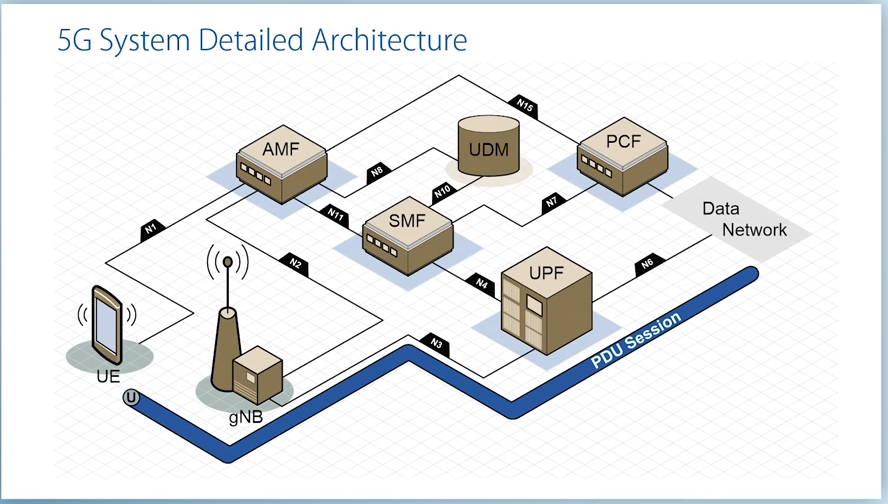 5G System Detailed Architecture
N15
AMF
UDM
PCF
N8
N10
N7
N11
SMF
Data
Network
N1
N2
UPF
N6
N4
N3
PDU Session
UE
U
gNB